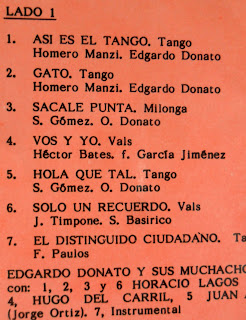 LADO 1
1. ASI ES EL TANGO. Tango
Homero Manzi. Edgardo Donato
2. GATO. Tango
Homero Manzi. Edgardo Donato
3. SACALE PUNTA. Milonga
S. Gómez. O. Donato
4. VOS Y YO. Vals
Héctor Bates. f. García Jiménez
5. HOLA QUE TAL. Tango
S. Gómez. O. Donato
6. SOLO UN RECUERDO. Vals
J. Timpone. S. Basirico
7. EL DISTINGUIDO CIUDADANO. Ta
F. Paulos
EDGARDO DONATO Y SUS MUCHACHO
con: 1, 2, 3 y 6 HORACIO LAGOS
4, HUGO DEL CARRIL, 5 JUAN
(Jorge Ortiz). 7, Instrumental